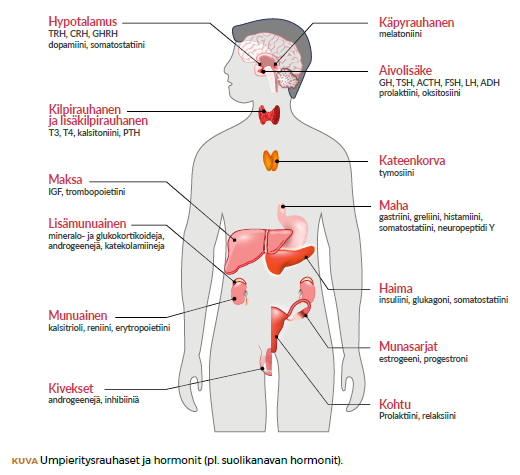 Hypotalamus
TRH, CRH, GHRH
dopamiini, somatostatiini
Kilpirauhanen
ja lisäkilpirauhanen
T3, T4, kalsitoniini, PTH
Maksa
IGF, trombopoietiini
Lisämunuainen
mineralo- ja glukokortikoideja,
androgeenejä, katekolamiineja
Munuainen
kalsitrioli, reniini, erytropoietiini
Kivekset
androgeenejä, inhibiiniä
Käpyrauhanen
melatoniini
Aivolisäke
GH, TSH, ACTH, FSH, LH, ADH
prolaktiini, oksitosiini
Kateenkorva
tymosiini
Maha
gastriini, greliini, histamiini,
somatostatiini, neuropeptidi Y
Haima
insuliini, glukagoni, somatostatiini
Munasarjat
estrogeeni, progestroni
Kohtu
Prolaktiini, relaksiini
KUVA Umpieritysrauhaset ja hormonit (pl. suolikanavan hormonit).